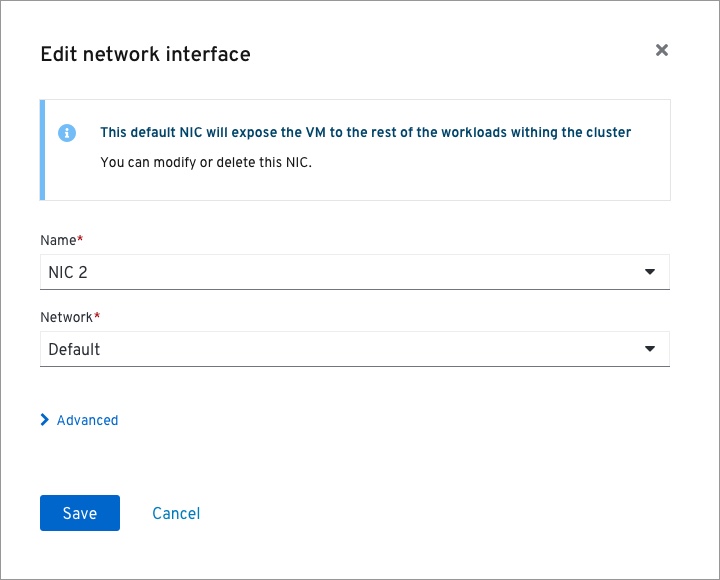 Edit network interface
This default NIC will expose the VM to the rest of the workloads withing the cluster
You can modify or delete this NIC.
Name*
NIC 2
Network*
Default
Advanced
Save Cancel